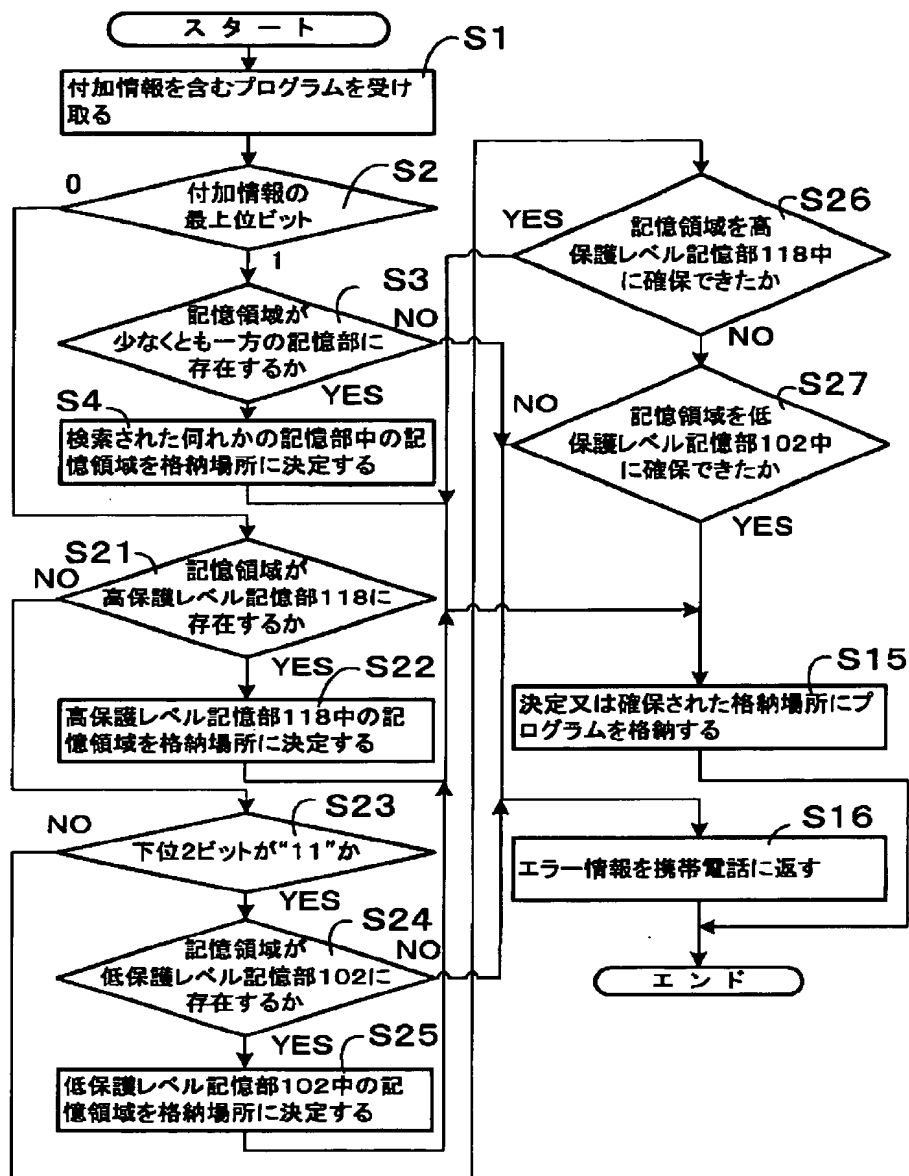 スタート
S1
付加情報を含むプログラムを受け
取る
0
S2
付加情報の
最上位ビット
1
S3
記憶領域が
少なくとも一方の記憶部に
存在するか
NO
YES
S4
検索された何れかの記憶部中の記
憶領域を格納場所に決定する
S21
NO
記憶領域が
高保護レベル記憶部118に
存在するか
YES
S22
高保護レベル記憶部118中の記
憶領域を格納場所に決定する
S23
NO
下位2ビットが“11”か
YES
S24
記憶領域が
低保護レベル記憶部102に
存在するか
NO
YES
S25
低保護レベル記憶部102中の記
憶領域を格納場所に決定する
S26
YES
記憶領域を高
保護レベル記憶部118中
に確保できたか
NO
S27
NO
記憶領域を低
保護レベル記憶部102中
に確保できたか
YES
S15
決定又は確保された格納場所にプ
ログラムを格納する
S16
エラー情報を携帯電話に返す
エンド